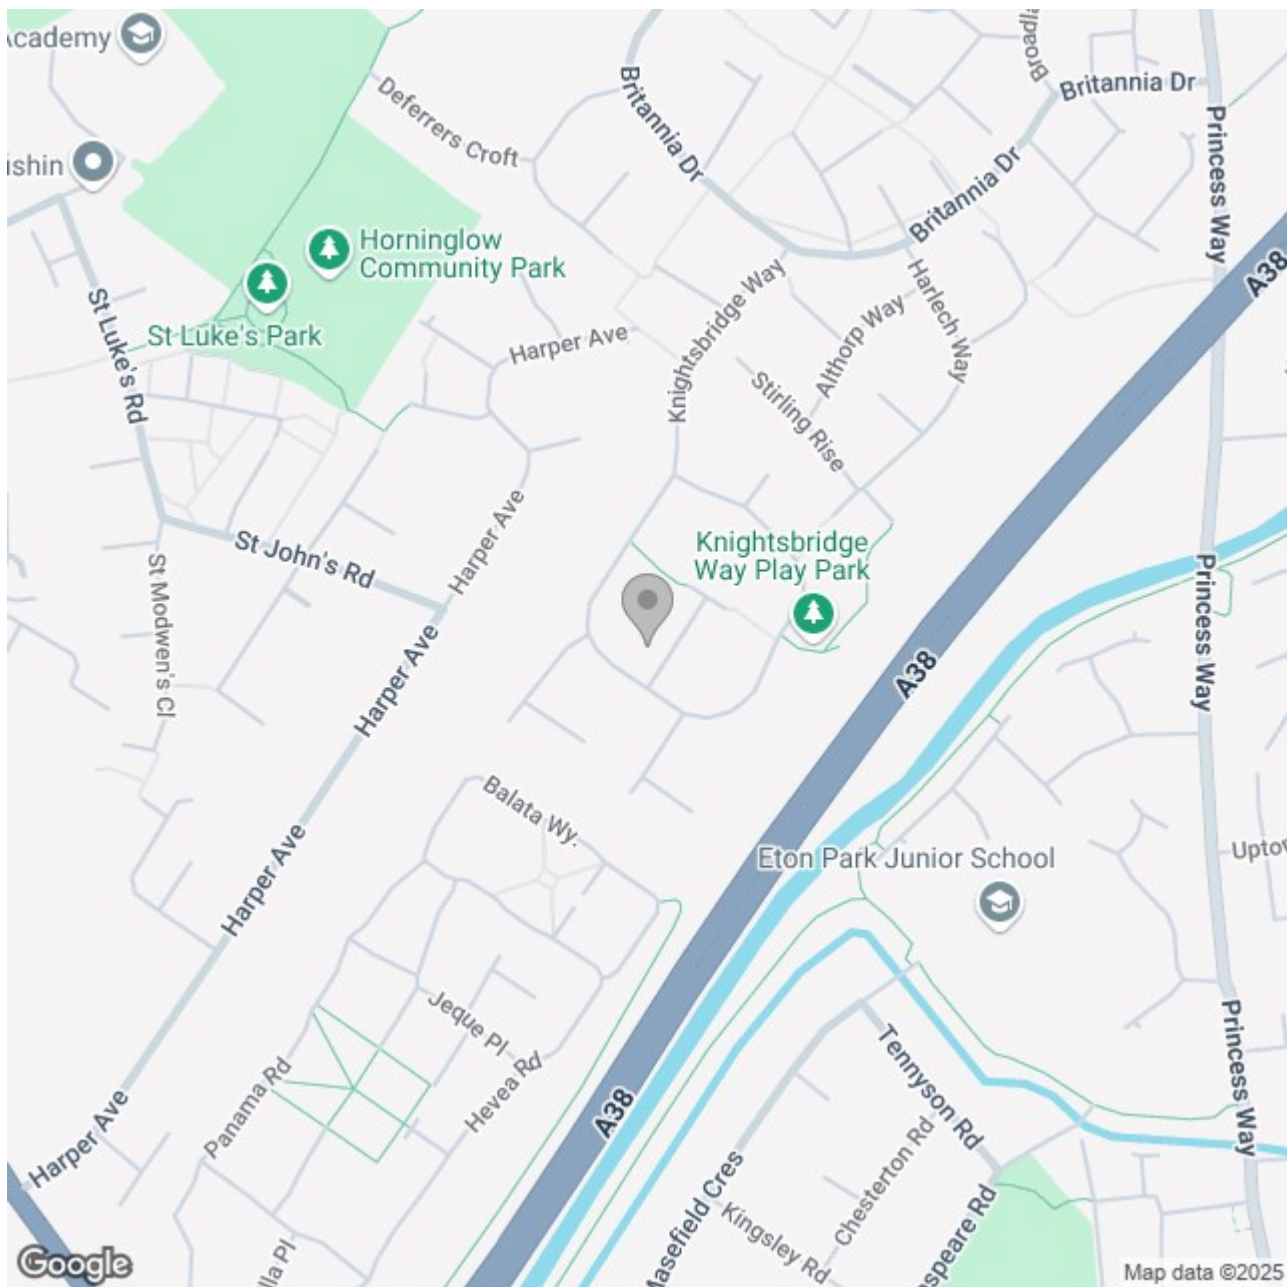 Academy
ishin
Deferrers Croft
Britannia Dr
Broadla
Britannia Dr
Princess Way
Britannia Dr
A38
Horninglow
Community Park
St Luke's Park
St Luke's Rd
Harper Ave
Knightsbridge Way
Althorp Way
Harlech Way
Stirling Rise
Harper Ave
St John's Rd
St Modwen's Cl
Knightsbridge
Way Play Park
Princess Way
A38
Harper Ave
Balata Wy.
Eton Park Junior School
Upto
Harper Ave
Jeque Pl
Hevea Rd
Panama Rd
A38
Tennyson Rd
Princess Way
Harper Ave
Chesterton Rd
Kingsley Rd
Masefield Cres
espeare Rd
lla Pl
Google
Map data ©2025